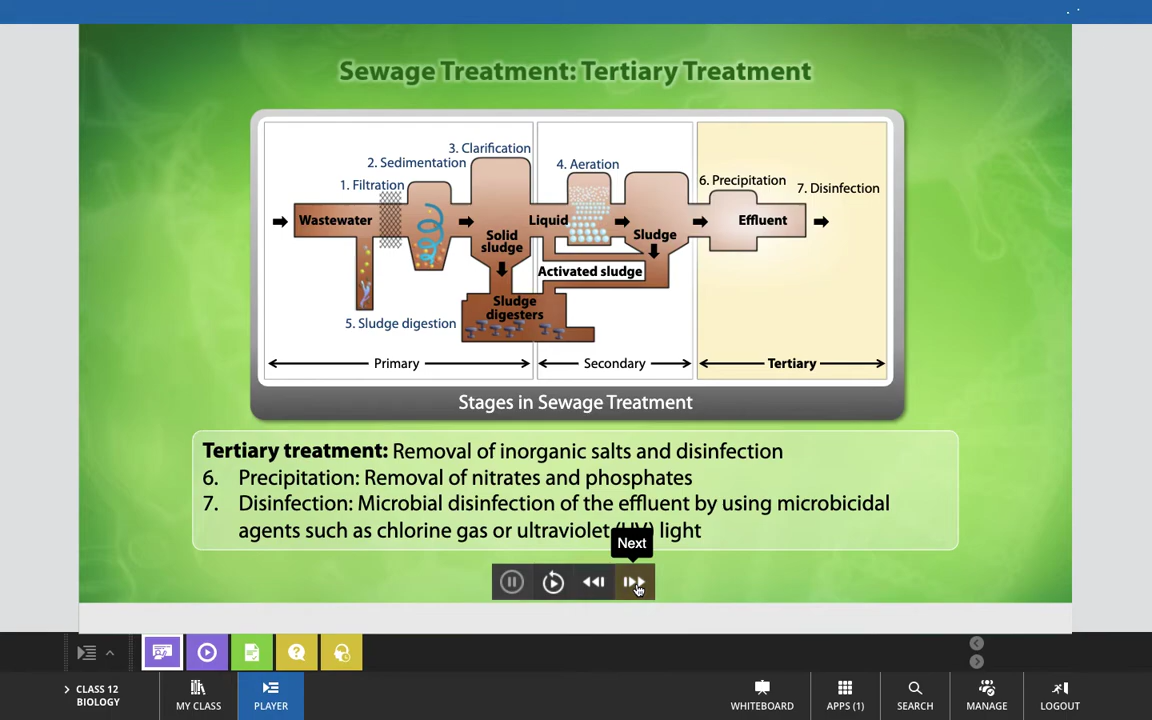 Sewage Treatment: Tertiary Treatment
3. Clarification
2. Sedimentation
4. Aeration
1. Filtration
6. Precipitation
7. Disinfection
Wastewater
Liquid
Effluent
Solid
sludge
Sludge
Activated sludge
Sludge
digesters
5. Sludge digestion
Primary
Secondary
Tertiary
Stages in Sewage Treatment
Tertiary treatment: Removal of inorganic salts and disinfection
6. Precipitation: Removal of nitrates and phosphates
7. Disinfection: Microbial disinfection of the effluent by using microbicidal
agents such as chlorine gas or ultraviolet (UV) light
Next
CLASS 12
BIOLOGY
MY CLASS
PLAYER
WHITEBOARD
APPS (1)
SEARCH
MANAGE
LOGOUT